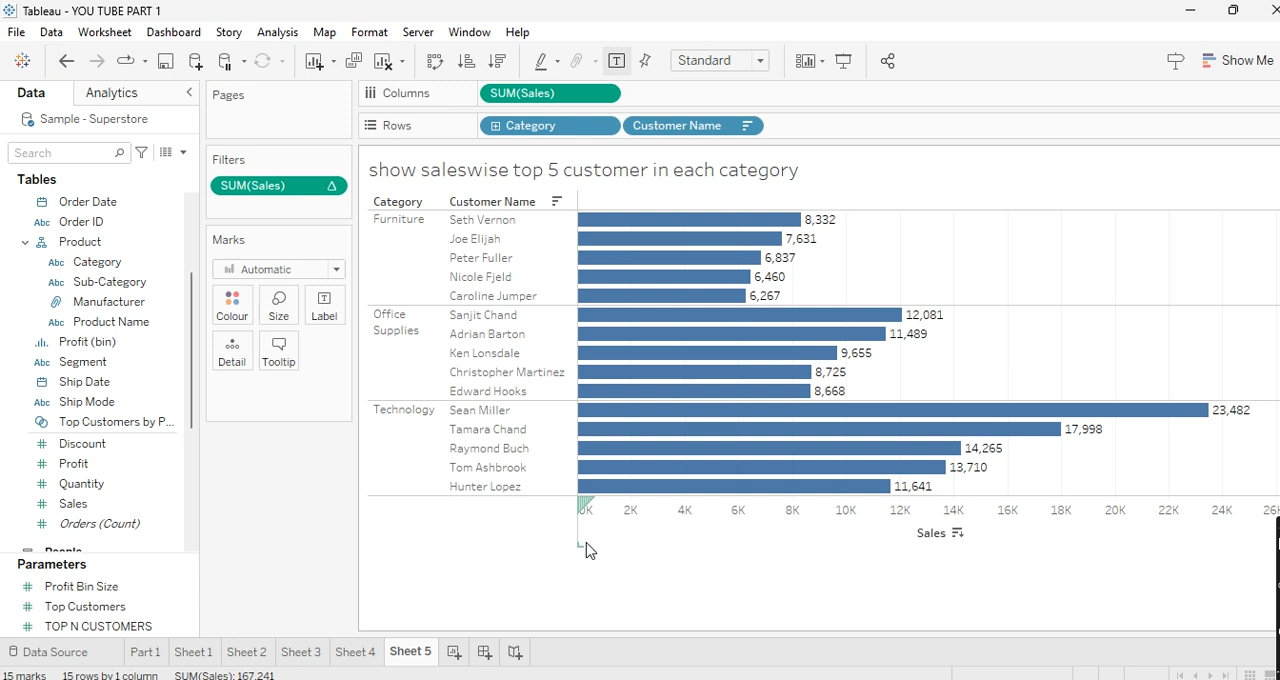 Tableau - YOU TUBE PART 1
File Data Worksheet Dashboard Story Analysis Map Format Server Window Help
Standard
Show Me
Data Analytics
Sample - Superstore
Search
Tables
Order Date
Abc Order ID
Product
Abc Category
Abc Sub-Category
Manufacturer
Abc Product Name
Profit (bin)
Abc Segment
Ship Date
Abc Ship Mode
Top Customers by P...
# Discount
# Profit
# Quantity
# Sales
# Orders (Count)
People
Parameters
# Profit Bin Size
# Top Customers
# TOP N CUSTOMERS
Pages
Filters
SUM(Sales)
Marks
Automatic
Colour Size Label
Detail Tooltip
Columns SUM(Sales)
Rows Category Customer Name
show saleswise top 5 customer in each category
Category Customer Name
Furniture Seth Vernon 8,332
Joe Elijah 7,631
Peter Fuller 6,837
Nicole Fjeld 6,460
Caroline Jumper 6,267
Office Supplies Sanjit Chand 12,081
Adrian Barton 11,489
Ken Lonsdale 9,655
Christopher Martinez 8,725
Edward Hooks 8,668
Technology Sean Miller 23,482
Tamara Chand 17,998
Raymond Buch 14,265
Tom Ashbrook 13,710
Hunter Lopez 11,641
0K 2K 4K 6K 8K 10K 12K 14K 16K 18K 20K 22K 24K 26K
Sales
Data Source Part 1 Sheet 1 Sheet 2 Sheet 3 Sheet 4 Sheet 5
15 marks 15 rows by 1 column SUM(Sales): 167,241